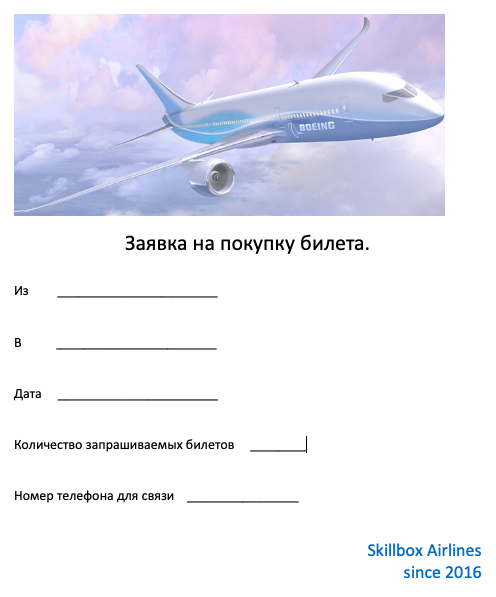 BOEING
Заявка на покупку билета.
Из ______________________
В ______________________
Дата ______________________
Количество запрашиваемых билетов ________
Номер телефона для связи _______________
Skillbox Airlines
since 2016